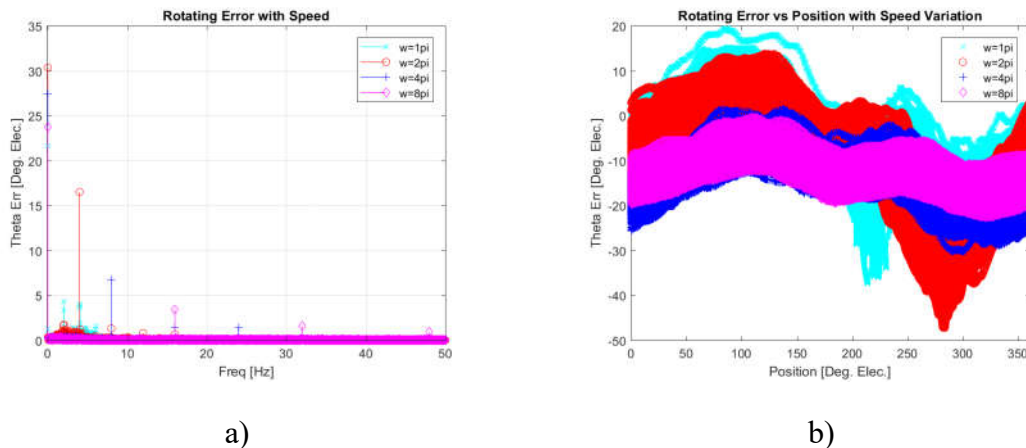 Rotating Error with Speed
35
30
25
20
15
10
5
0
0 10 20 30 40 50
Theta Err [Deg. Elec.]
Freq [Hz]
w=1pi
w=2pi
w=4pi
w=8pi
a)
Rotating Error vs Position with Speed Variation
20
10
0
-10
-20
-30
-40
-50
0 50 100 150 200 250 300 350
Theta Err [Deg. Elec.]
Position [Deg. Elec.]
w=1pi
w=2pi
w=4pi
w=8pi
b)